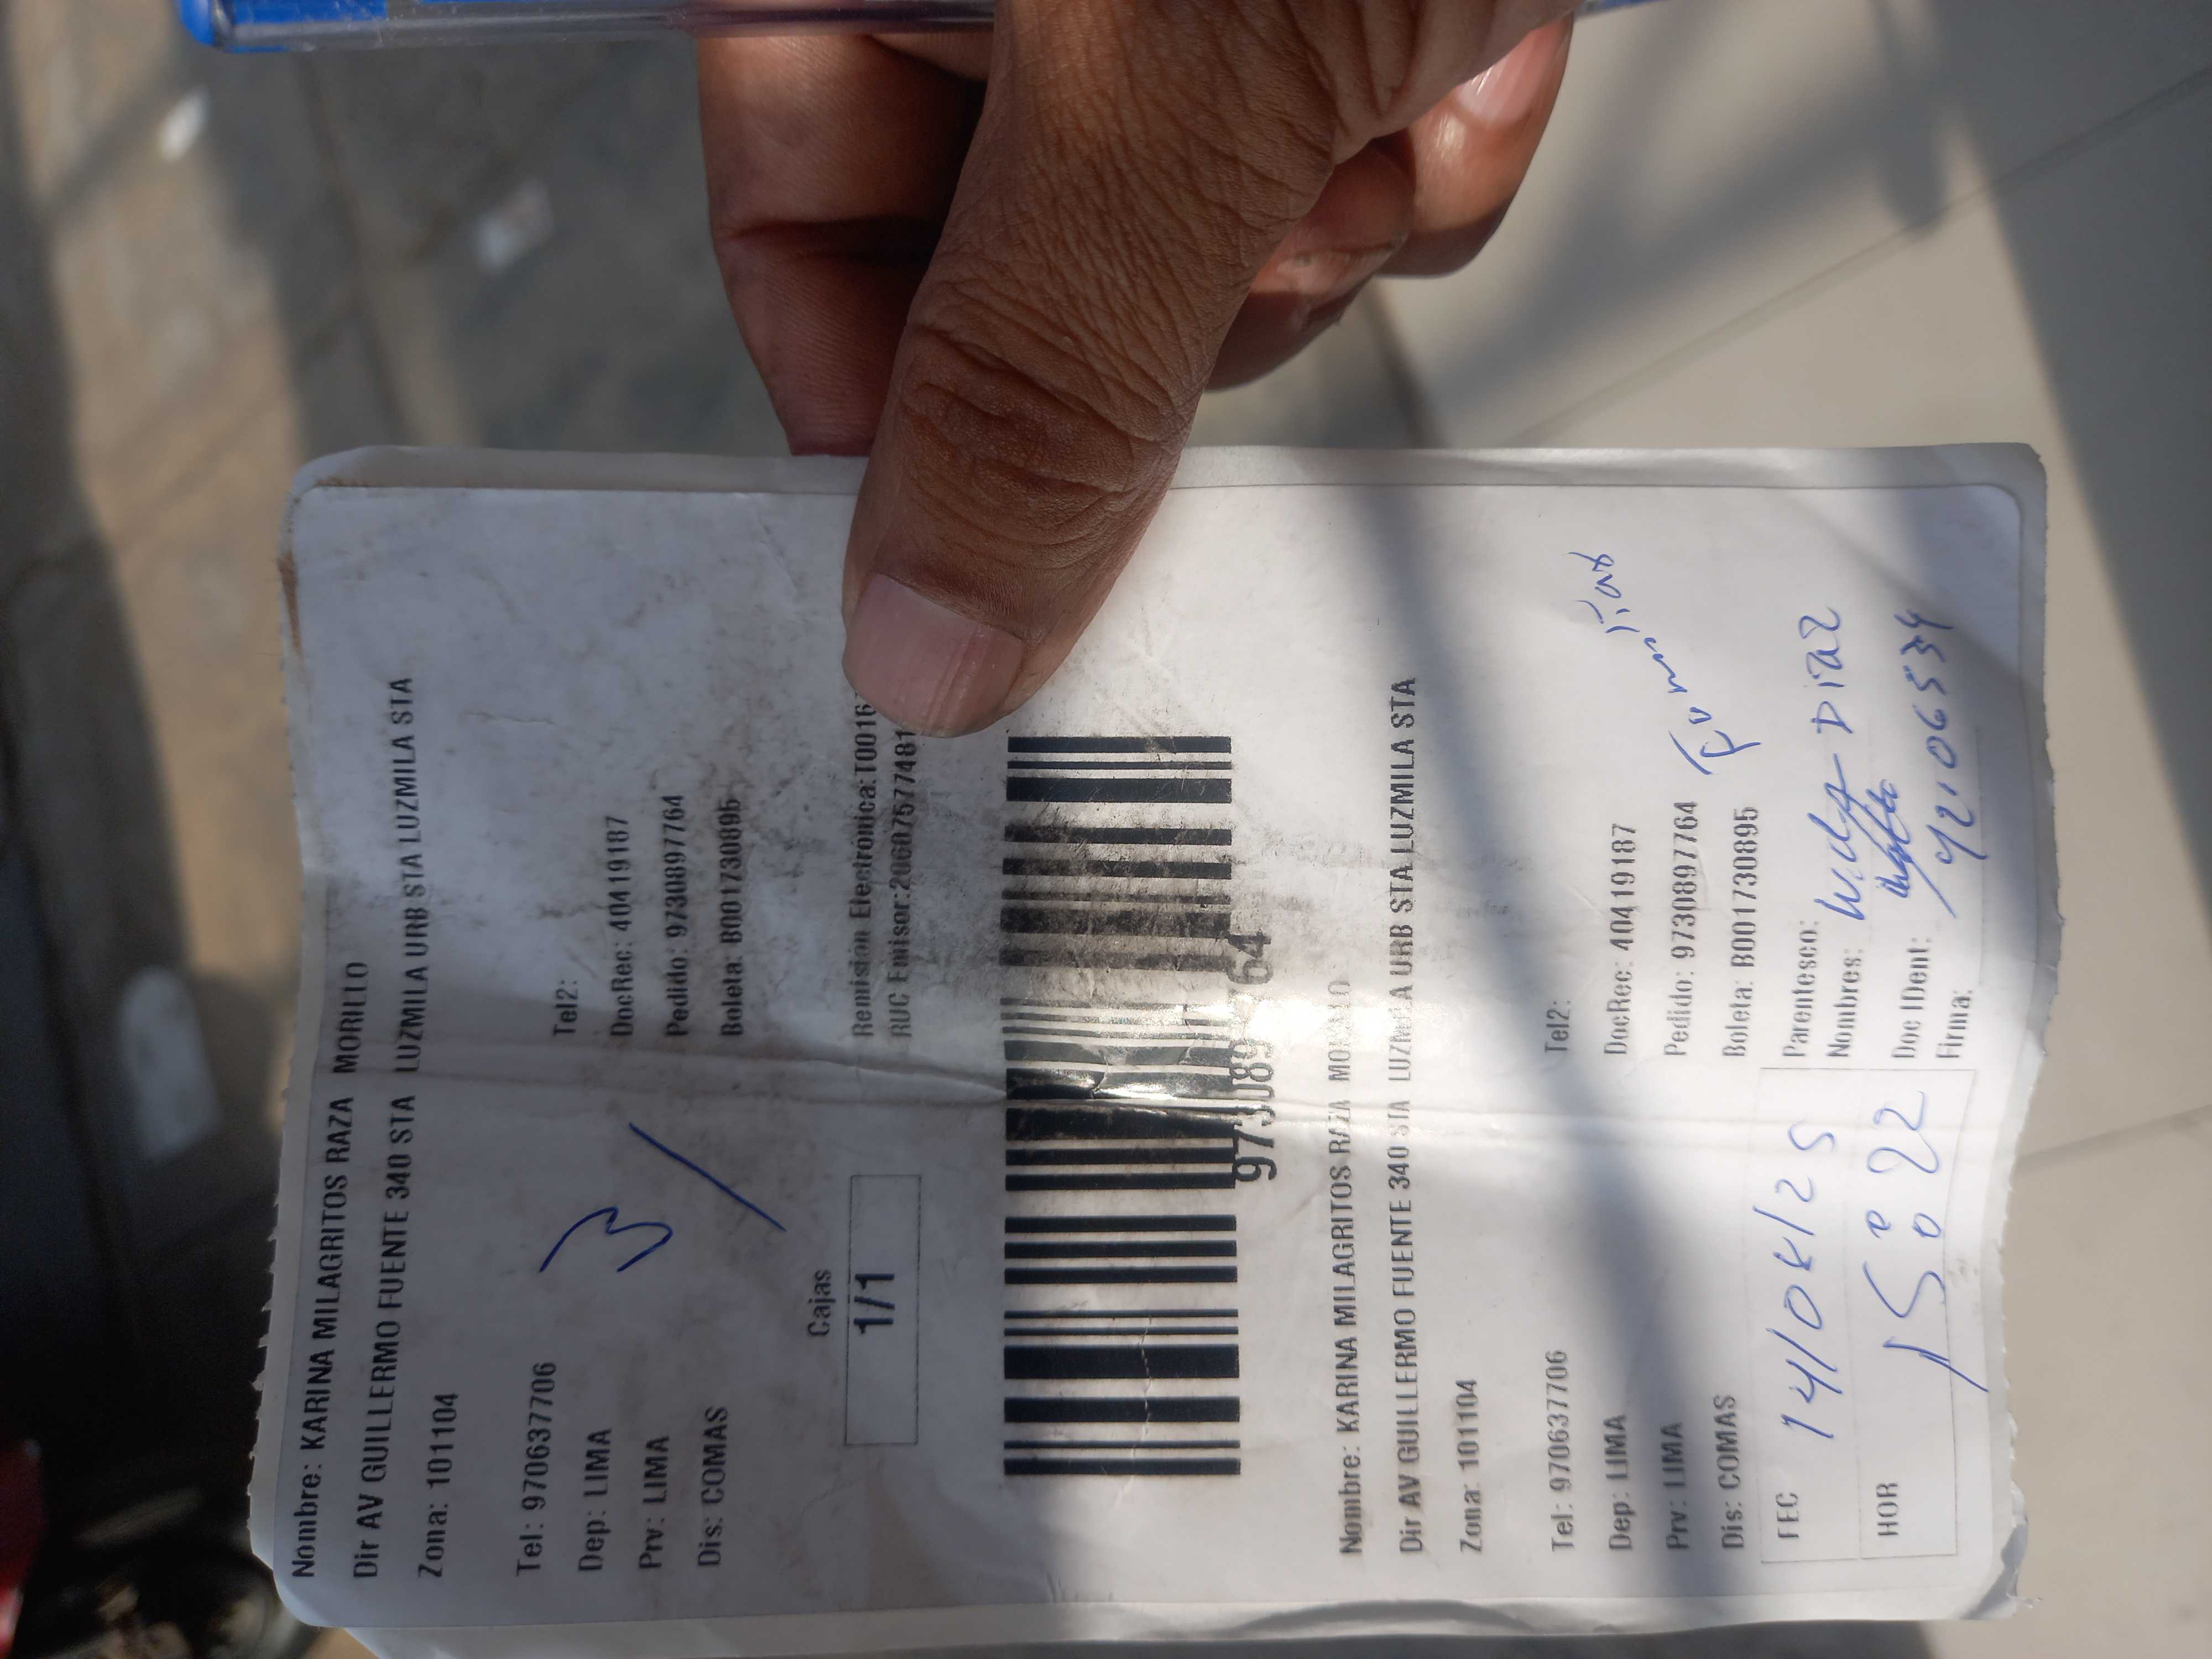 Nombre: KARINA MILAGRITOS RAZA MORILLO
Dir AV GUILLERMO FUENTE 340 STA LUZMILA URB STA LUZMILA STA
Zona: 101104
Tel: 970637706 Tel2:
Dep: LIMA DocRec: 40419187
Prv: LIMA Pedido: 9730897764
Dis: COMAS Boleta: B001730895
3/
Cajas
1/1
Remisión Electrónica:T0016
RUC Emisor:2060757748
Nombre: KARINA MILAGRITOS RAZA
Dir AV GUILLERMO FUENTE 340 STA LUZMILA URB STA LUZMILA STA
Zona: 101104
Tel: 970637706 Tel2:
Dep: LIMA DocRec: 40419187
Prv: LIMA Pedido: 9730897764
Dis: COMAS Boleta: B001730895
FEC 14/04/25
HOR 15:22
Parentesco:
Nombres: Diaz
Doc IDent:
Firma: